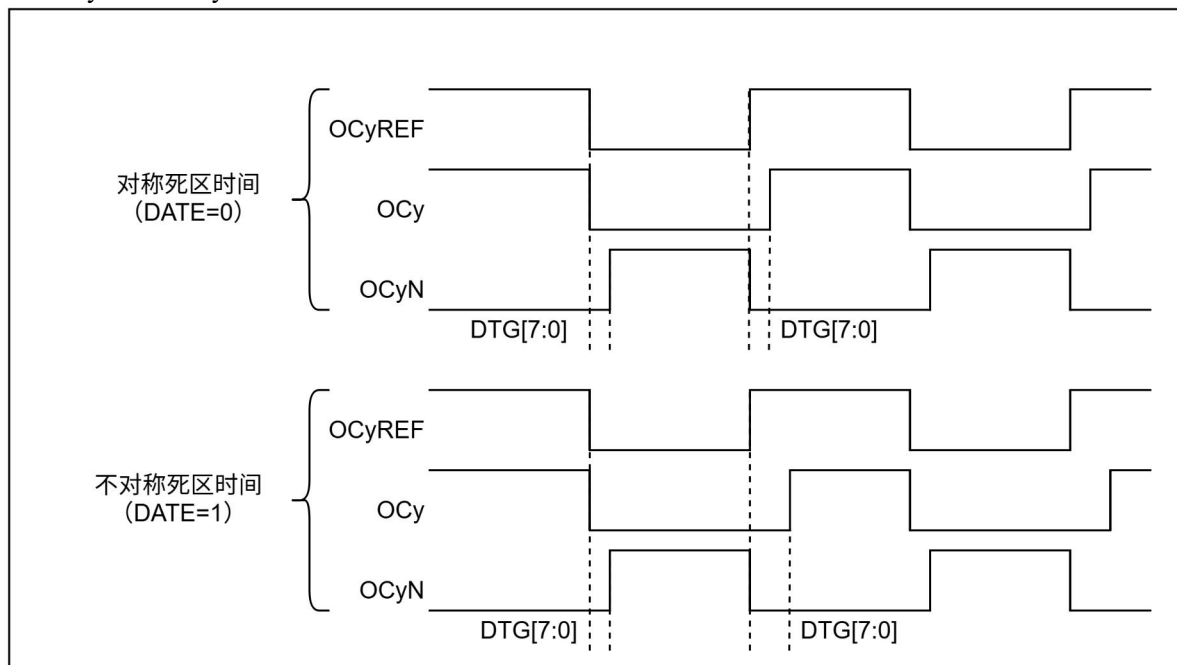 OCyREF
对称死区时间
（DATE=0）
OCy
OCyN
DTG[7:0]
DTG[7:0]
OCyREF
不对称死区时间
（DATE=1）
OCy
OCyN
DTG[7:0]
DTG[7:0]